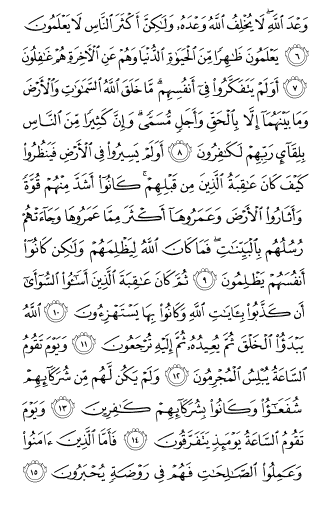 وَعْدَ ٱللَّهِ ۖ لَا يُخْلِفُ ٱللَّهُ وَعْدَهُۥ وَلَـٰكِنَّ أَكْثَرَ ٱلنَّاسِ لَا يَعْلَمُونَ
﴿٦﴾ يَعْلَمُونَ ظَـٰهِرًا مِّنَ ٱلْحَيَوٰةِ ٱلدُّنْيَا وَهُمْ عَنِ ٱلْـَٔاخِرَةِ هُمْ غَـٰفِلُونَ
﴿٧﴾ أَوَلَمْ يَتَفَكَّرُوا۟ فِىٓ أَنفُسِهِم ۗ مَّا خَلَقَ ٱللَّهُ ٱلسَّمَـٰوَٰتِ وَٱلْأَرْضَ
وَمَا بَيْنَهُمَآ إِلَّا بِٱلْحَقِّ وَأَجَلٍ مُّسَمًّى ۗ وَإِنَّ كَثِيرًا مِّنَ ٱلنَّاسِ
بِلِقَآئِ رَبِّهِمْ لَكَـٰفِرُونَ ﴿٨﴾ أَوَلَمْ يَسِيرُوا۟ فِى ٱلْأَرْضِ فَيَنظُرُوا۟
كَيْفَ كَانَ عَـٰقِبَةُ ٱلَّذِينَ مِن قَبْلِهِمْ ۚ كَانُوٓا۟ أَشَدَّ مِنْهُمْ قُوَّةً
وَأَثَارُوا۟ ٱلْأَرْضَ وَعَمَرُوهَآ أَكْثَرَ مِمَّا عَمَرُوهَا وَجَآءَتْهُمْ
رُسُلُهُم بِٱلْبَيِّنَـٰتِ ۖ فَمَا كَانَ ٱللَّهُ لِيَظْلِمَهُمْ وَلَـٰكِن كَانُوٓا۟
أَنفُسَهُمْ يَظْلِمُونَ ﴿٩﴾ ثُمَّ كَانَ عَـٰقِبَةَ ٱلَّذِينَ أَسَـٰٓـُٔوا۟ ٱلسُّوٓأَىٰٓ
أَن كَذَّبُوا۟ بِـَٔايَـٰتِ ٱللَّهِ وَكَانُوا۟ بِهَا يَسْتَهْزِءُونَ ﴿١٠﴾ ٱللَّهُ
يَبْدَؤُا۟ ٱلْخَلْقَ ثُمَّ يُعِيدُهُۥ ثُمَّ إِلَيْهِ تُرْجَعُونَ ﴿١١﴾ وَيَوْمَ تَقُومُ
ٱلسَّاعَةُ يُبْلِسُ ٱلْمُجْرِمُونَ ﴿١٢﴾ وَلَمْ يَكُن لَّهُم مِّن شُرَكَآئِهِمْ
شُفَعَـٰٓؤُا۟ وَكَانُوا۟ بِشُرَكَآئِهِمْ كَـٰفِرِينَ ﴿١٣﴾ وَيَوْمَ
تَقُومُ ٱلسَّاعَةُ يَوْمَئِذٍ يَتَفَرَّقُونَ ﴿١٤﴾ فَأَمَّا ٱلَّذِينَ ءَامَنُوا۟
وَعَمِلُوا۟ ٱلصَّـٰلِحَـٰتِ فَهُمْ فِى رَوْضَةٍ يُحْبَرُونَ ﴿١٥﴾